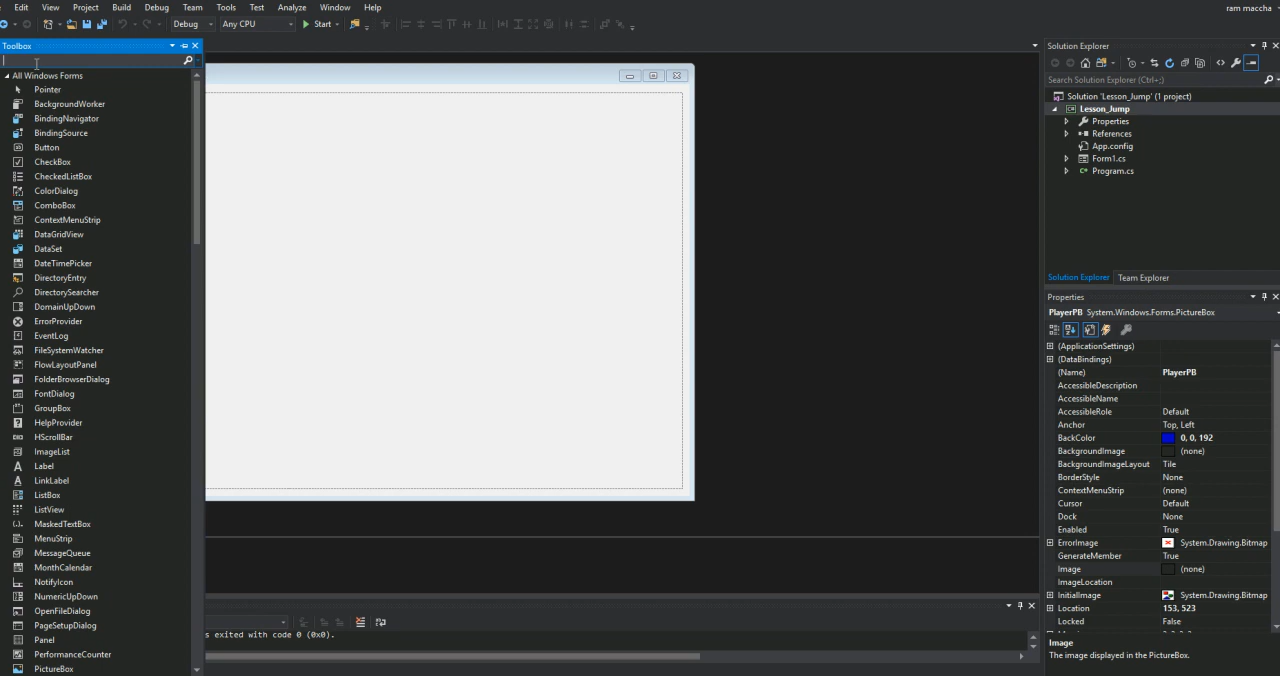 Edit View Project Build Debug Team Tools Test Analyze Window Help
ram maccha
Debug Any CPU Start
Toolbox
All Windows Forms
Pointer
BackgroundWorker
BindingNavigator
BindingSource
Button
CheckBox
CheckedListBox
ColorDialog
ComboBox
ContextMenuStrip
DataGridView
DataSet
DateTimePicker
DirectoryEntry
DirectorySearcher
DomainUpDown
ErrorProvider
EventLog
FileSystemWatcher
FlowLayoutPanel
FolderBrowserDialog
FontDialog
GroupBox
HelpProvider
HScrollBar
ImageList
Label
LinkLabel
ListBox
ListView
MaskedTextBox
MenuStrip
MessageQueue
MonthCalendar
NotifyIcon
NumericUpDown
OpenFileDialog
PageSetupDialog
Panel
PerformanceCounter
PictureBox
s exited with code 0 (0x0).
Solution Explorer
Search Solution Explorer (Ctrl+;)
Solution 'Lesson_Jump' (1 project)
Lesson_Jump
Properties
References
App.config
Form1.cs
Program.cs
Solution Explorer Team Explorer
Properties
PlayerPB System.Windows.Forms.PictureBox
(ApplicationSettings)
(DataBindings)
(Name) PlayerPB
AccessibleDescription
AccessibleName
AccessibleRole Default
Anchor Top, Left
BackColor 0, 0, 192
BackgroundImage (none)
BackgroundImageLayout Tile
BorderStyle None
ContextMenuStrip (none)
Cursor Default
Dock None
Enabled True
ErrorImage System.Drawing.Bitmap
GenerateMember True
Image (none)
ImageLocation
InitialImage System.Drawing.Bitmap
Location 153, 523
Locked False
Image
The image displayed in the PictureBox.